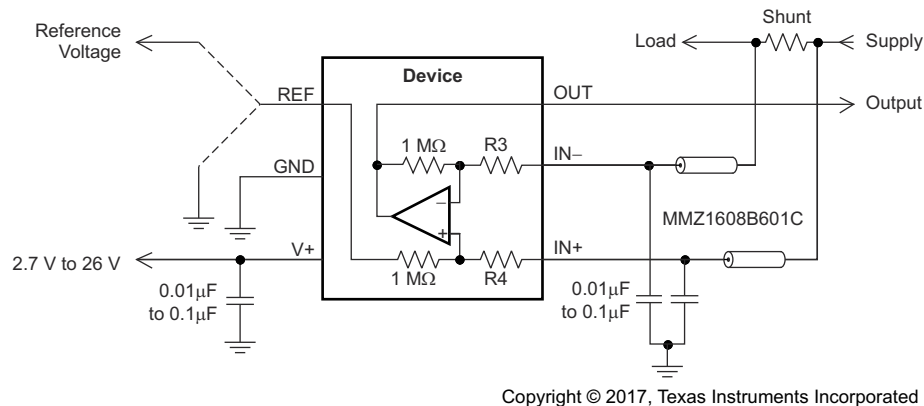 Reference
Voltage
Shunt
Load
Supply
Device
REF
OUT
Output
1 MΩ
R3
IN–
GND
–
MMZ1608B601C
+
V+
IN+
2.7 V to 26 V
1 MΩ
R4
0.01µF
to 0.1µF
0.01µF
to 0.1µF
Copyright © 2017, Texas Instruments Incorporated